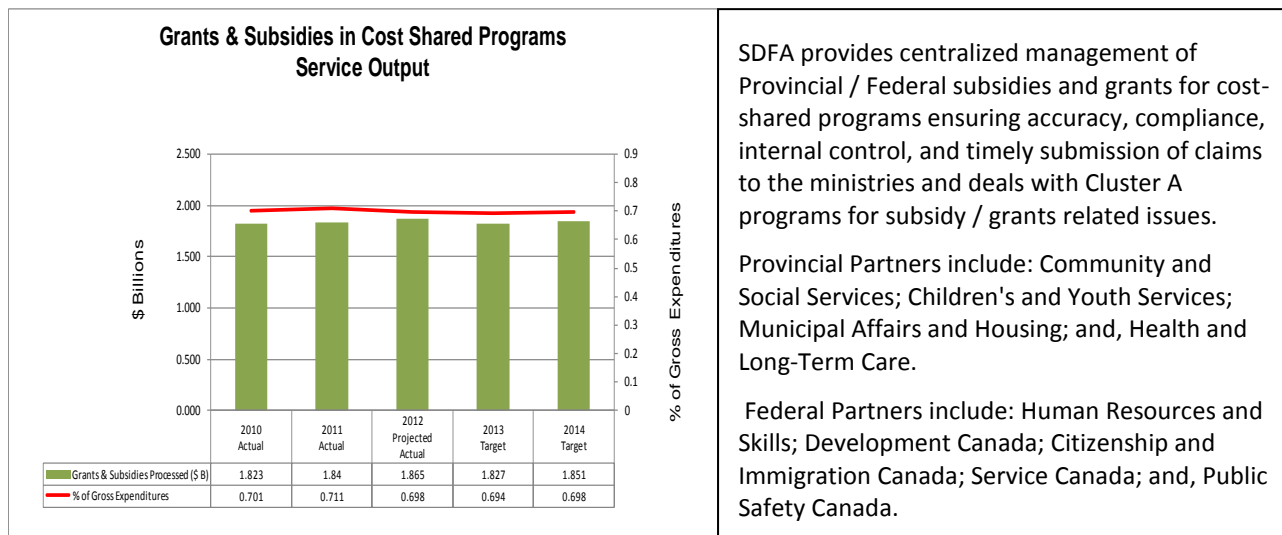 Grants & Subsidies in Cost Shared Programs
Service Output
$ Billions
2.500
2.000
1.500
1.000
0.500
0.000
0.9
0.8
0.7
0.6
0.5
0.4
0.3
0.2
0.1
0
% of Gross Expenditures
2010 Actual
2011 Actual
2012 Projected Actual
2013 Target
2014 Target
Grants & Subsidies Processed ($ B) 1.823 1.84 1.865 1.827 1.851
% of Gross Expenditures 0.701 0.711 0.698 0.694 0.698
SDFA provides centralized management of
Provincial / Federal subsidies and grants for cost-
shared programs ensuring accuracy, compliance,
internal control, and timely submission of claims
to the ministries and deals with Cluster A
programs for subsidy / grants related issues.
Provincial Partners include: Community and
Social Services; Children's and Youth Services;
Municipal Affairs and Housing; and, Health and
Long-Term Care.
Federal Partners include: Human Resources and
Skills; Development Canada; Citizenship and
Immigration Canada; Service Canada; and, Public
Safety Canada.